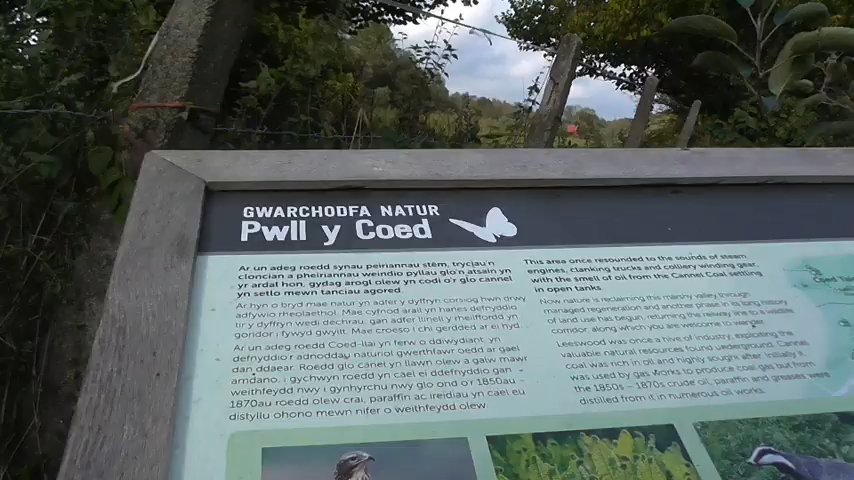 GWARCHODFA NATUR
Pwll y Coed
Ar un adeg roedd synau peiriannau stêm, tryciau'n
cloncian a pheiriannau weindio pyllau glo'n atsain yn
yr ardal hon, gydag arogl olew yn codi o'r glo cannel
yn setlo mewn tanciau agored.
Ar hyn o bryd mae natur yn adfer y dyffryn corsiog hwn drwy
adfywio rheolaethol. Mae cyfnod arall yn hanes defnyddio
tir y dyffryn wedi dechrau, gan adfer llinell y rheilffordd yn
goridor i fywyd gwyllt. Mae croeso i chi gerdded ar ei hyd.
Ar un adeg roedd Coed-llai yn ferw o ddiwydiant, yn
defnyddio'r adnoddau naturiol gwerthfawr oedd ar gael
dan ddaear. Roedd glo canel yn llawn olew a galw mawr
amdano. I gychwyn roedd yn cael ei ddefnyddio gan
weithfeydd nwy i gynhyrchu nwy glo ond o'r 1850au -
1870au roedd olew crai, paraffin ac ireidiau yn cael eu
distyllu ohono mewn nifer o weithfeydd olew.
This area once resounded to the sounds of steam
engines, clanking trucks and colliery winding gear,
with the smell of oil from the Cannel Coal settling
in open tanks.
Now nature is reclaiming this marshy valley through
managed regeneration and another phase in its long history
of land use has begun, returning the railway line to a wildlife
corridor along which you are welcome to wander.
Leeswood was once a hive of industry, exploiting the
valuable natural resources found underground. Cannel
coal was rich in oil and highly sought after. Initially it
was used by gas works to produce coal gas but from
the 1850s – 1870s crude oil, paraffin and greases were
distilled from it in numerous oil works.